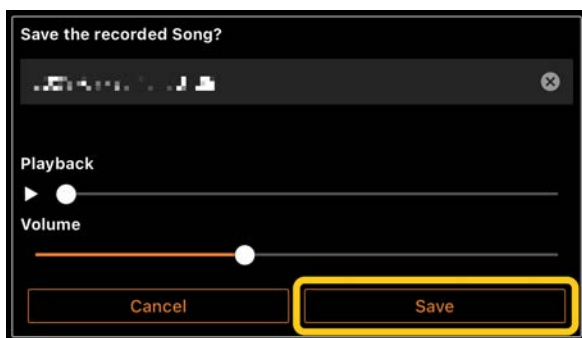 Save the recorded Song?
Playback
Volume
Cancel
Save